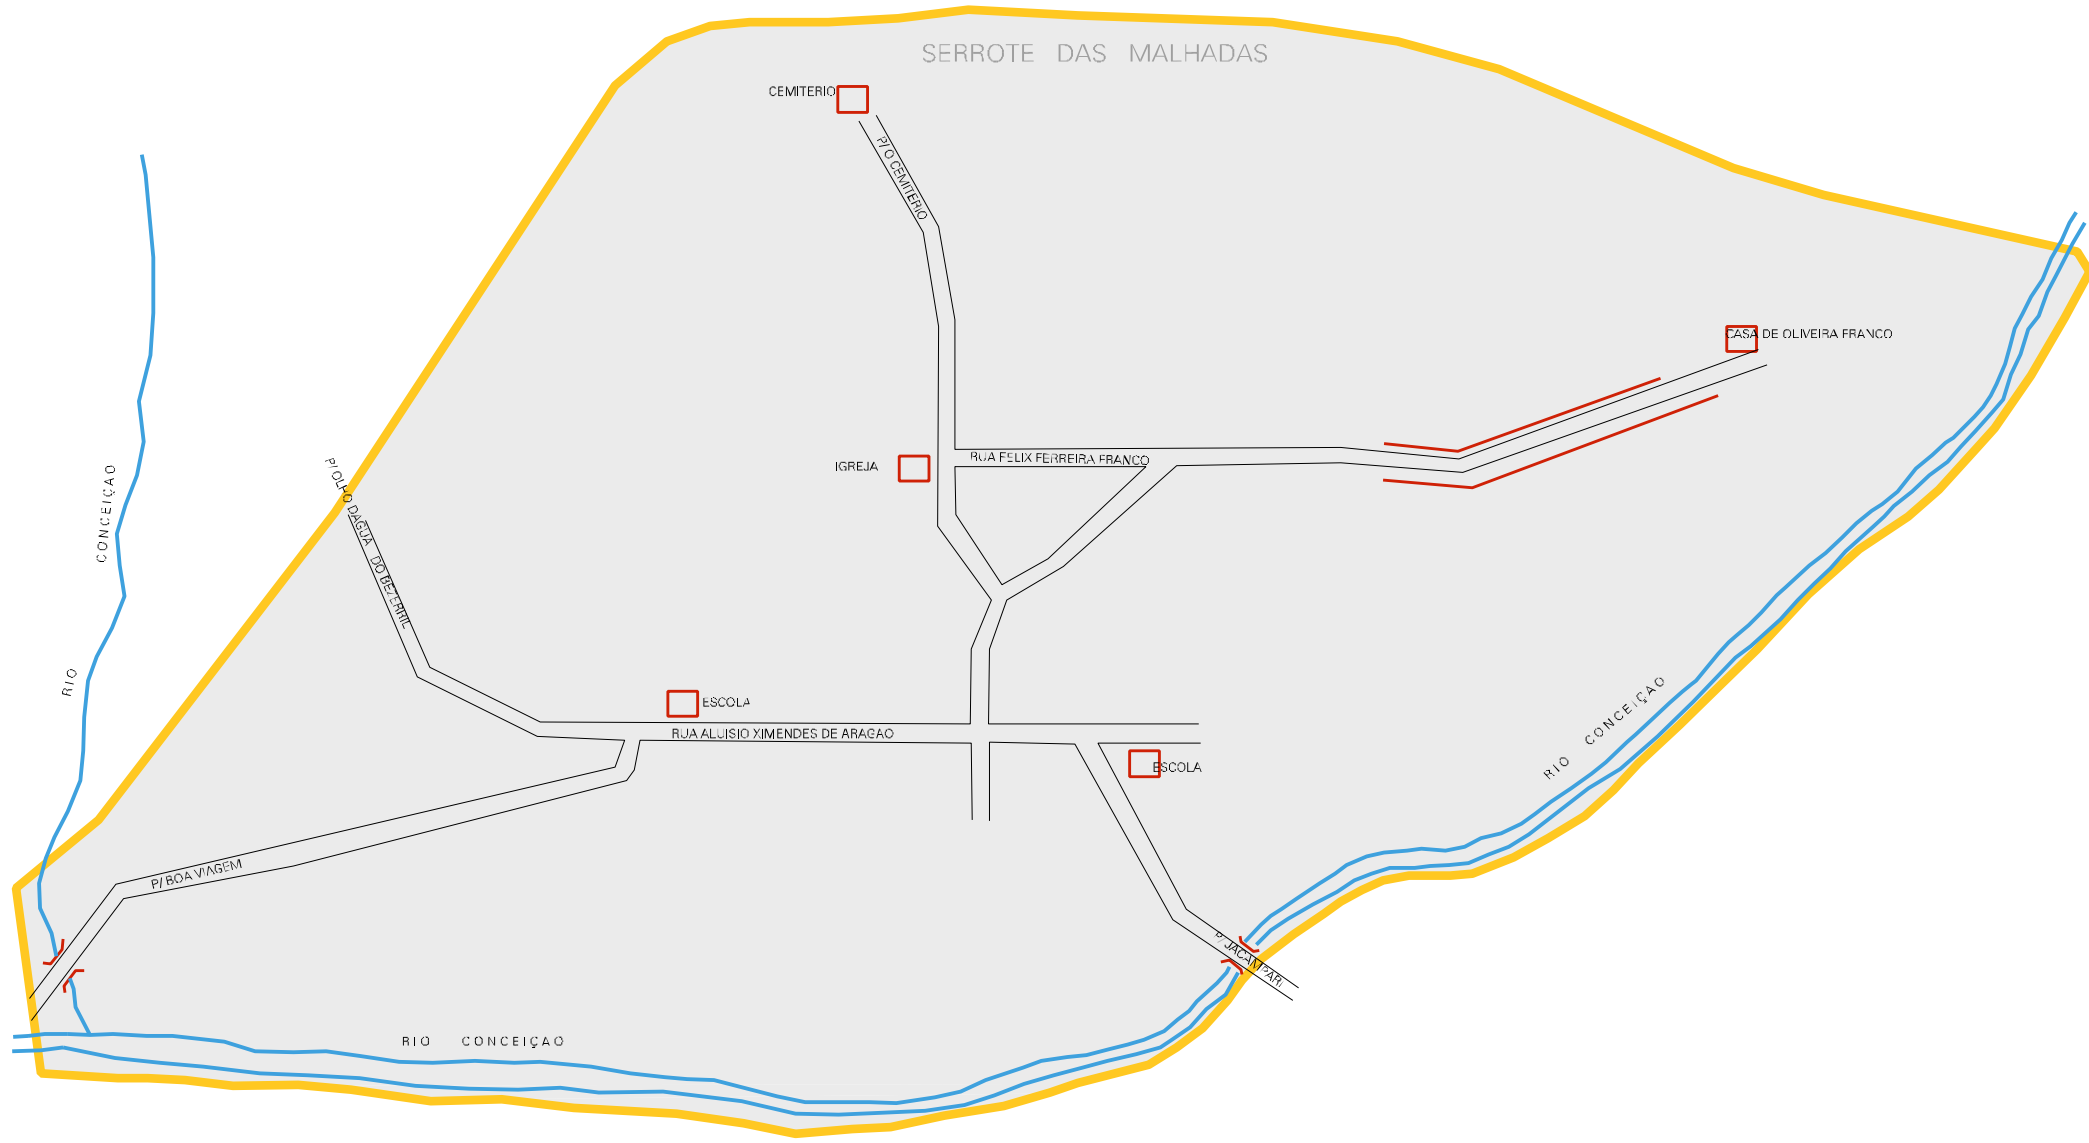 SERROTE DAS MALHADAS
CEMITERIO
P/ O CEMITERIO
CASA DE OLIVEIRA FRANCO
RUA FELIX FERREIRA FRANCO
IGREJA
P/ OLHO DAGUA DO BEZERRIL
RIO CONCEIÇAO
ESCOLA
RUA ALUISIO XIMENDES DE ARAGAO
ESCOLA
RIO CONCEIÇAO
P/ BOA VIAGEM
P/ JACAMPARI
RIO CONCEIÇAO